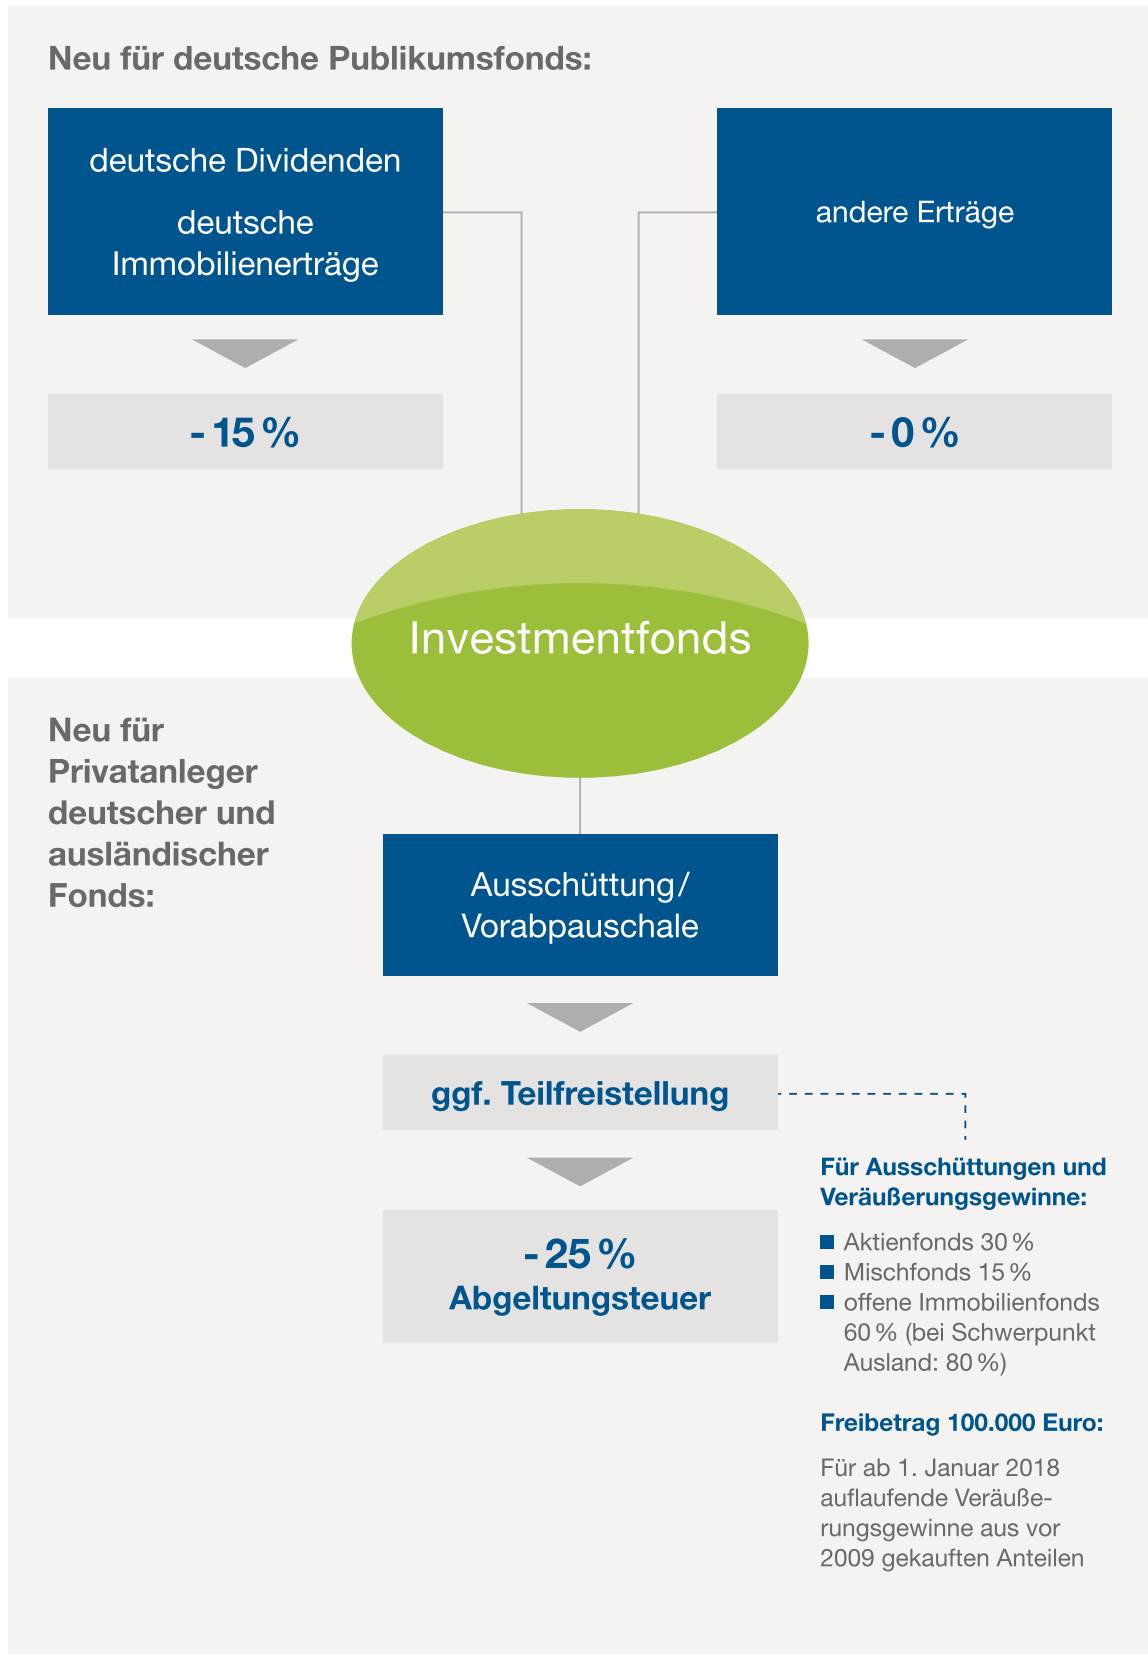 Neu für deutsche Publikumsfonds:
deutsche Dividenden
deutsche
Immobilienerträge
andere Erträge
- 15 %
- 0 %
Investmentfonds
Neu für
Privatanleger
deutscher und
ausländischer
Fonds:
Ausschüttung/
Vorabpauschale
ggf. Teilfreistellung
- 25 %
Abgeltungsteuer
Für Ausschüttungen und
Veräußerungsgewinne:
Aktienfonds 30 %
Mischfonds 15 %
offene Immobilienfonds
60 % (bei Schwerpunkt
Ausland: 80 %)
Freibetrag 100.000 Euro:
Für ab 1. Januar 2018
auflaufende Veräuße-
rungsgewinne aus vor
2009 gekauften Anteilen